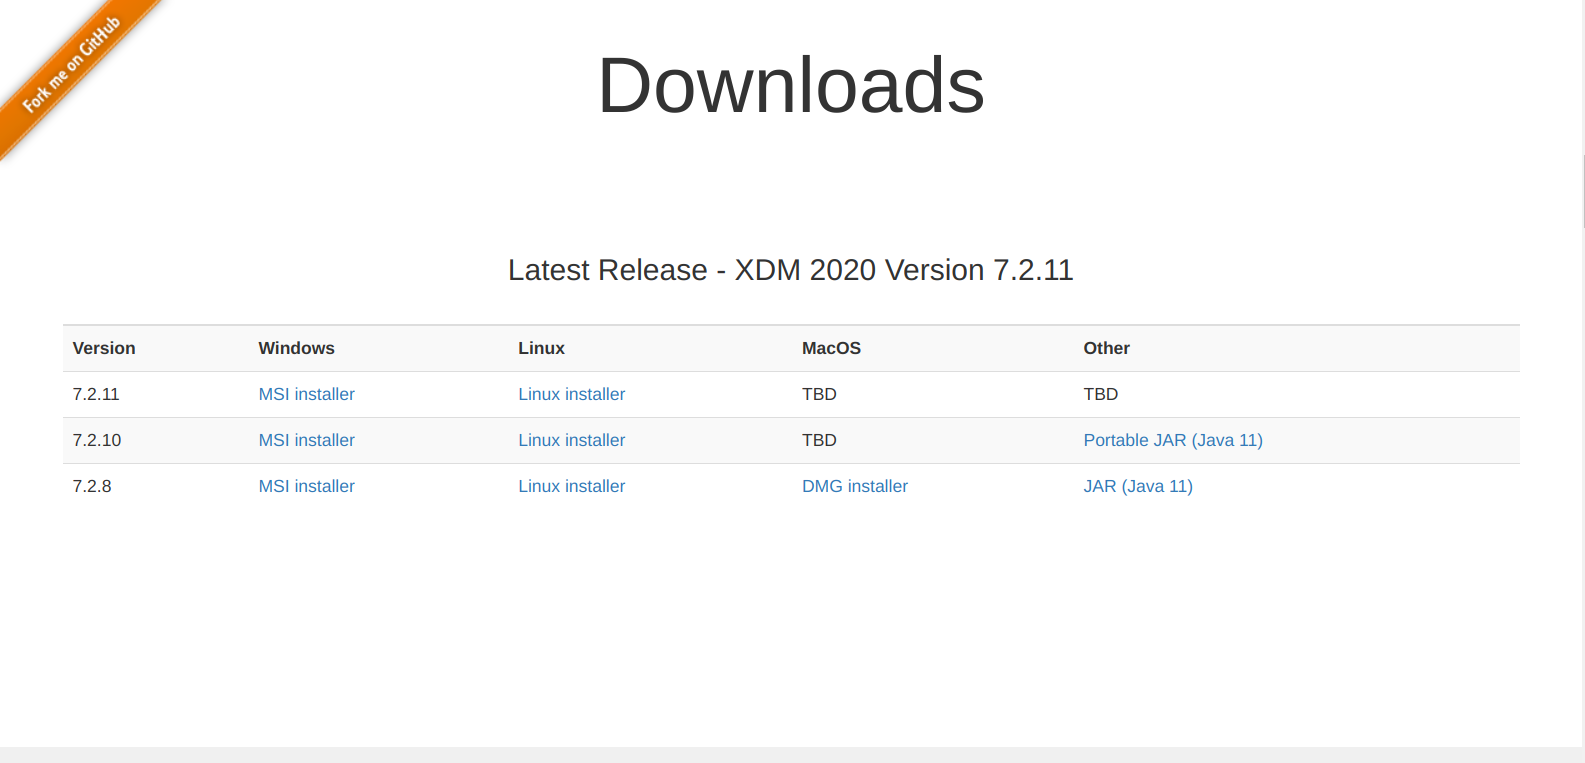 Fork me on GitHub
Downloads
Latest Release - XDM 2020 Version 7.2.11
Version Windows Linux MacOS Other
7.2.11 MSI installer Linux installer TBD TBD
7.2.10 MSI installer Linux installer TBD Portable JAR (Java 11)
7.2.8 MSI installer Linux installer DMG installer JAR (Java 11)